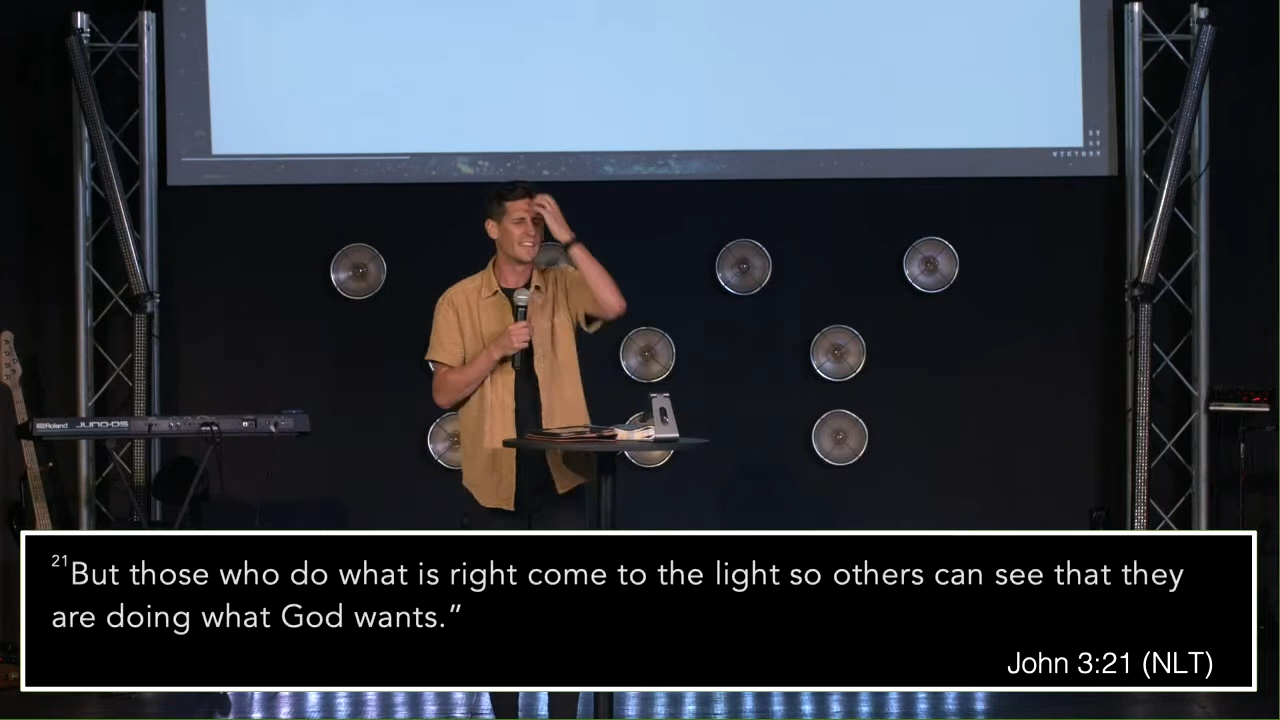 VICTORY
Roland JUNO-DS
21But those who do what is right come to the light so others can see that they
are doing what God wants.”
John 3:21 (NLT)